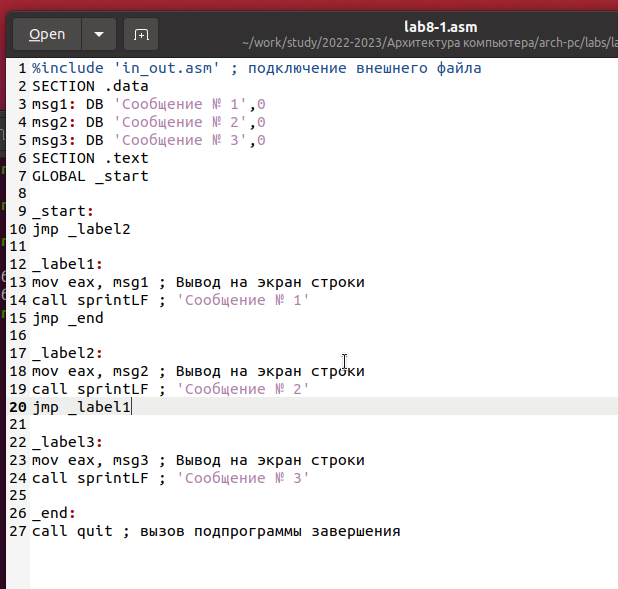 Open
lab8-1.asm
~/work/study/2022-2023/Архитектура компьютера/arch-pc/labs/
1 %include 'in_out.asm' ; подключение внешнего файла
2 SECTION .data
3 msg1: DB 'Сообщение № 1',0
4 msg2: DB 'Сообщение № 2',0
5 msg3: DB 'Сообщение № 3',0
6 SECTION .text
7 GLOBAL _start
8
9 _start:
10 jmp _label2
11
12 _label1:
13 mov eax, msg1 ; Вывод на экран строки
14 call sprintLF ; 'Сообщение № 1'
15 jmp _end
16
17 _label2:
18 mov eax, msg2 ; Вывод на экран строки
19 call sprintLF ; 'Сообщение № 2'
20 jmp _label1
21
22 _label3:
23 mov eax, msg3 ; Вывод на экран строки
24 call sprintLF ; 'Сообщение № 3'
25
26 _end:
27 call quit ; вызов подпрограммы завершения